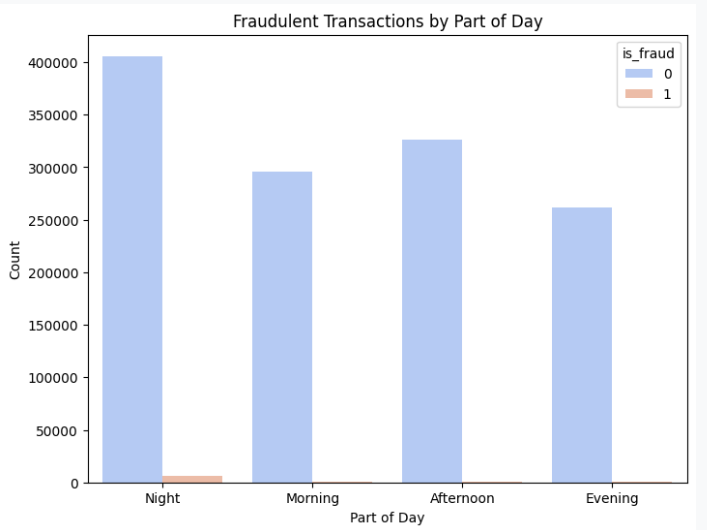 Fraudulent Transactions by Part of Day
is_fraud
0
1
400000
350000
300000
250000
200000
150000
100000
50000
0
Count
Night Morning Afternoon Evening
Part of Day